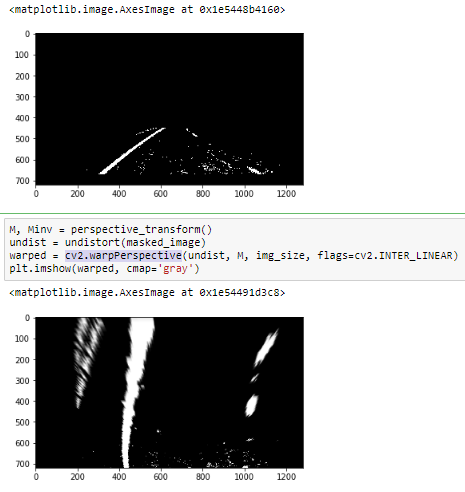 <matplotlib.image.AxesImage at 0x1e5448b4160>
0
100
200
300
400
500
600
700
0 200 400 600 800 1000 1200
M, Minv = perspective_transform()
undist = undistort(masked_image)
warped = cv2.warpPerspective(undist, M, img_size, flags=cv2.INTER_LINEAR)
plt.imshow(warped, cmap='gray')
<matplotlib.image.AxesImage at 0x1e54491d3c8>
0
100
200
300
400
500
600
700
0 200 400 600 800 1000 1200